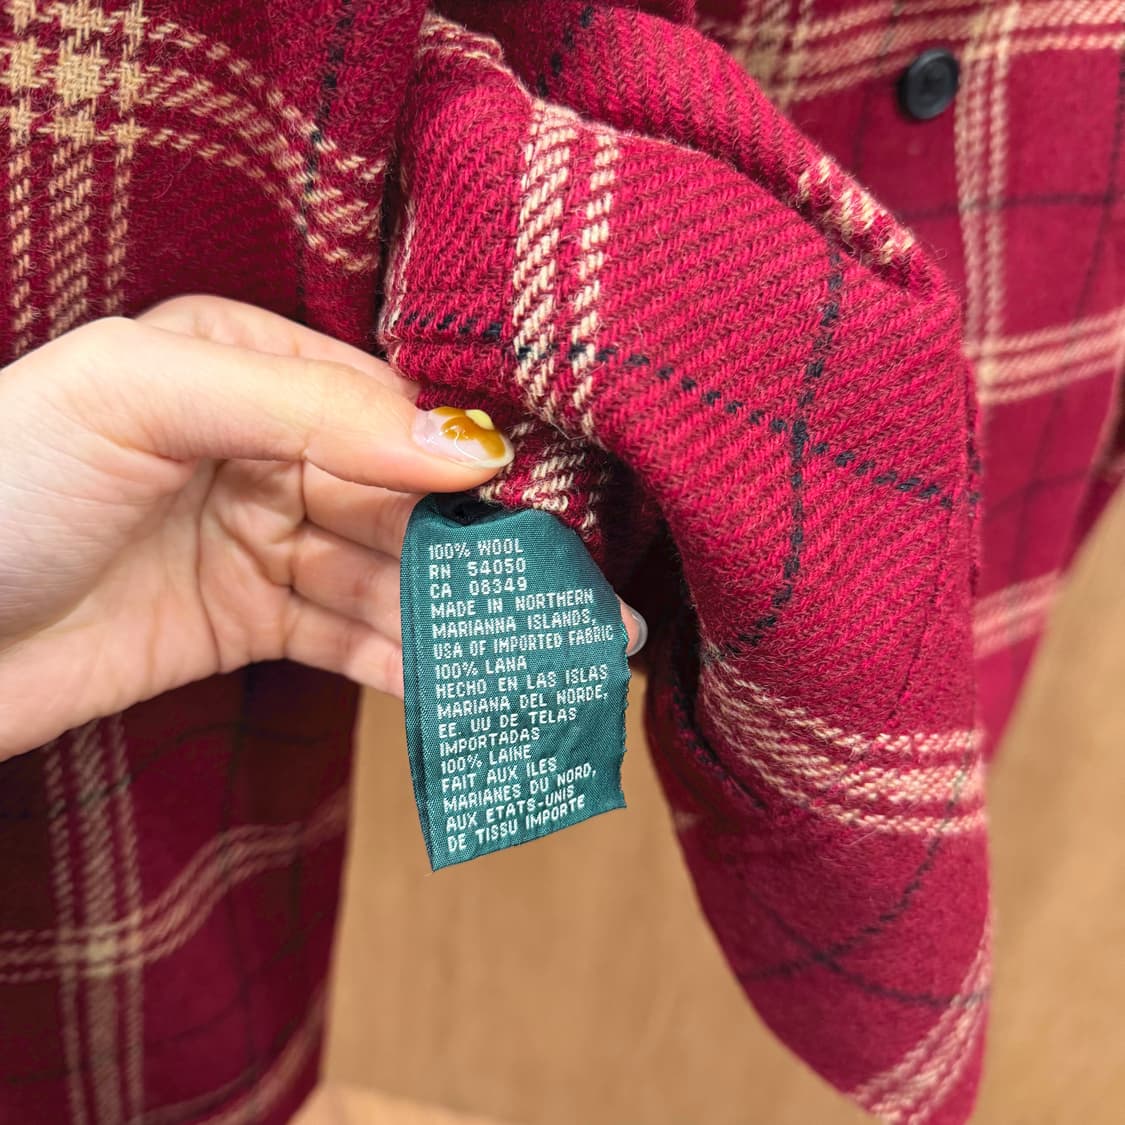 100% WOOL
RN 54050
CA 08349
MADE IN NORTHERN
MARIANNA ISLANDS,
USA OF IMPORTED FABRIC
100% LANA
HECHO EN LAS ISLAS
MARIANA DEL NORDE,
EE. UU DE TELAS
IMPORTADAS
100% LAINE
FAIT AUX ILES
MARIANES DU NORD,
AUX ETATS-UNIS
DE TISSU IMPORTE